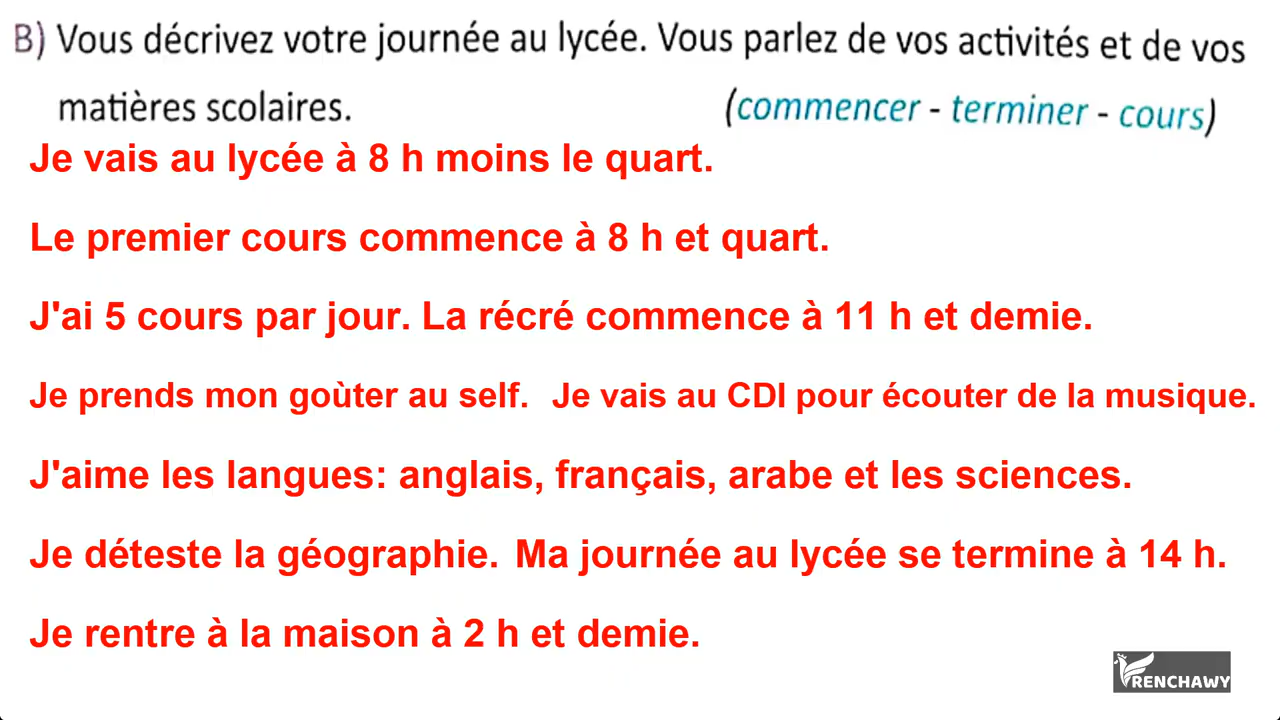 B) Vous décrivez votre journée au lycée. Vous parlez de vos activités et de vos
matières scolaires. (commencer - terminer - cours)
Je vais au lycée à 8 h moins le quart.
Le premier cours commence à 8 h et quart.
J'ai 5 cours par jour. La récré commence à 11 h et demie.
Je prends mon goùter au self. Je vais au CDI pour écouter de la musique.
J'aime les langues: anglais, français, arabe et les sciences.
Je déteste la géographie. Ma journée au lycée se termine à 14 h.
Je rentre à la maison à 2 h et demie.
FRENCHAWY